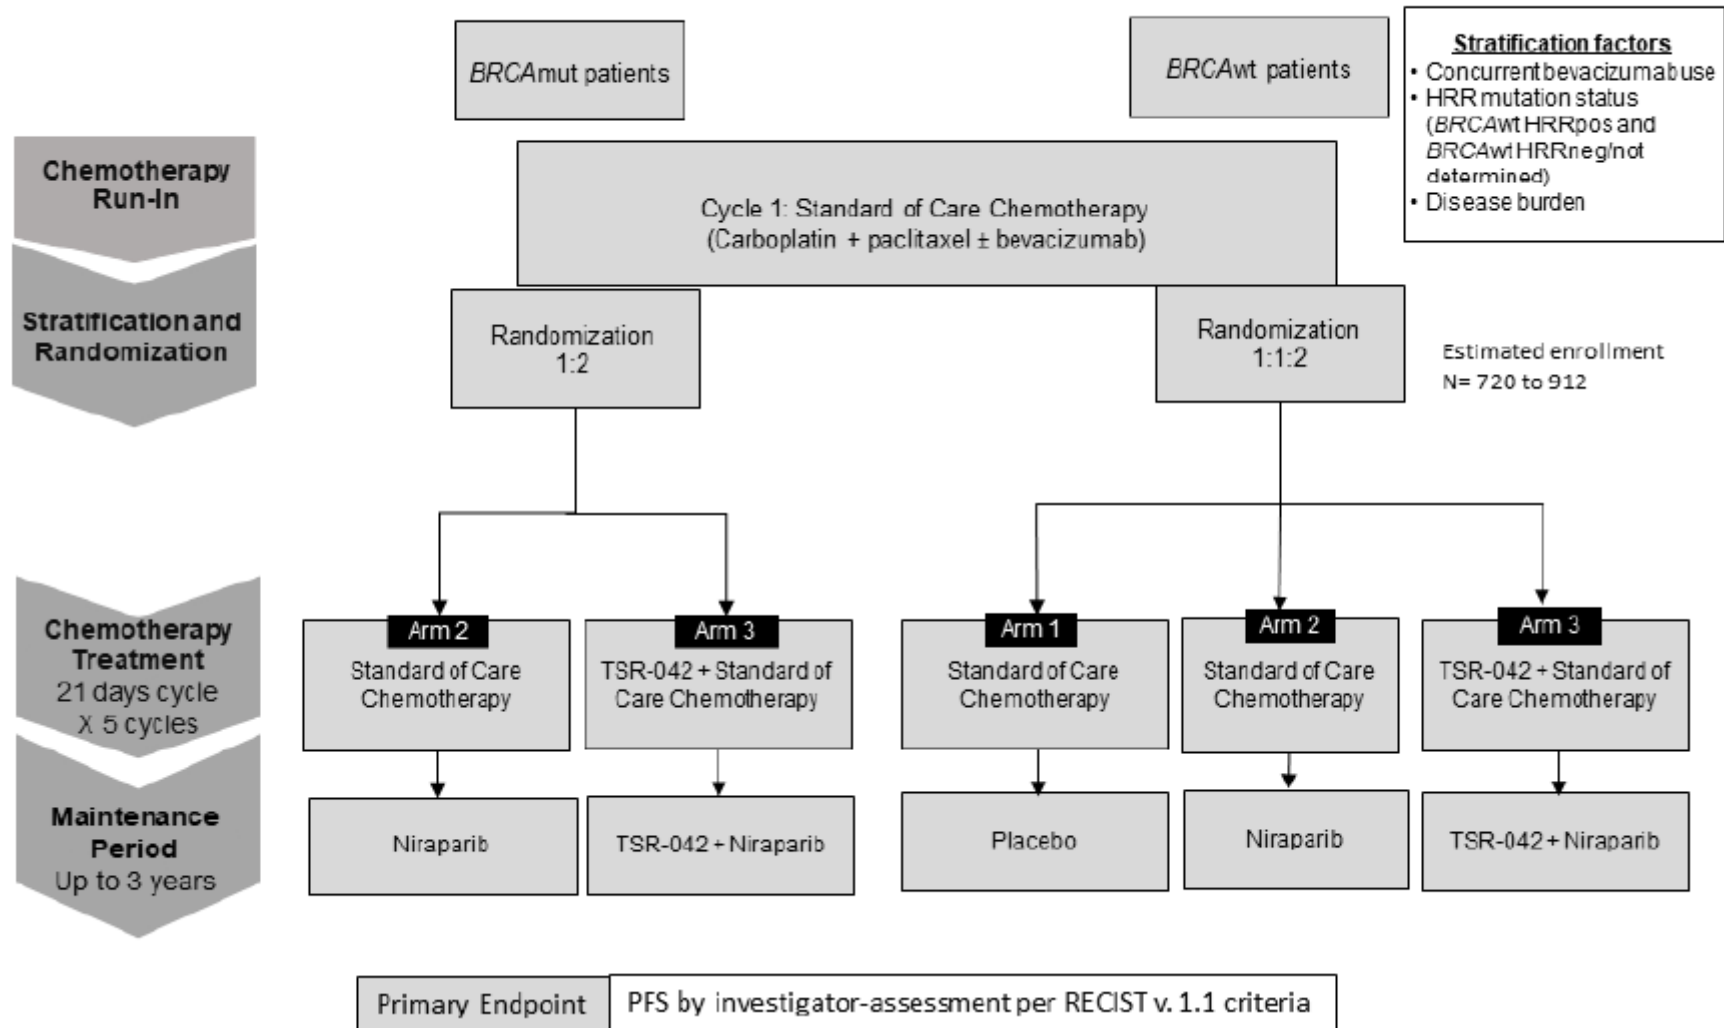 BRCAmut patients
BRCAwt patients
Stratification factors
• Concurrent bevacizumab use
• HRR mutation status
(BRCAwt HRRpos and
BRCAwt HRRneg/not
determined)
• Disease burden
Chemotherapy
Run-In
Cycle 1: Standard of Care Chemotherapy
(Carboplatin + paclitaxel ± bevacizumab)
Stratification and
Randomization
Randomization
1:2
Randomization
1:1:2
Estimated enrollment
N= 720 to 912
Chemotherapy
Treatment
21 days cycle
X 5 cycles
Arm 2
Standard of Care
Chemotherapy
Arm 3
TSR-042 + Standard of
Care Chemotherapy
Arm 1
Standard of Care
Chemotherapy
Arm 2
Standard of Care
Chemotherapy
Arm 3
TSR-042 + Standard of
Care Chemotherapy
Maintenance
Period
Up to 3 years
Niraparib
TSR-042 + Niraparib
Placebo
Niraparib
TSR-042 + Niraparib
Primary Endpoint
PFS by investigator-assessment per RECIST v. 1.1 criteria